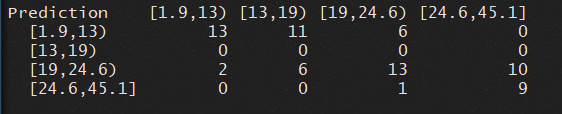 Prediction [1.9,13) [13,19) [19,24.6) [24.6,45.1]
[1.9,13) 13 11 6 0
[13,19) 0 0 0 0
[19,24.6) 2 6 13 10
[24.6,45.1] 0 0 1 9